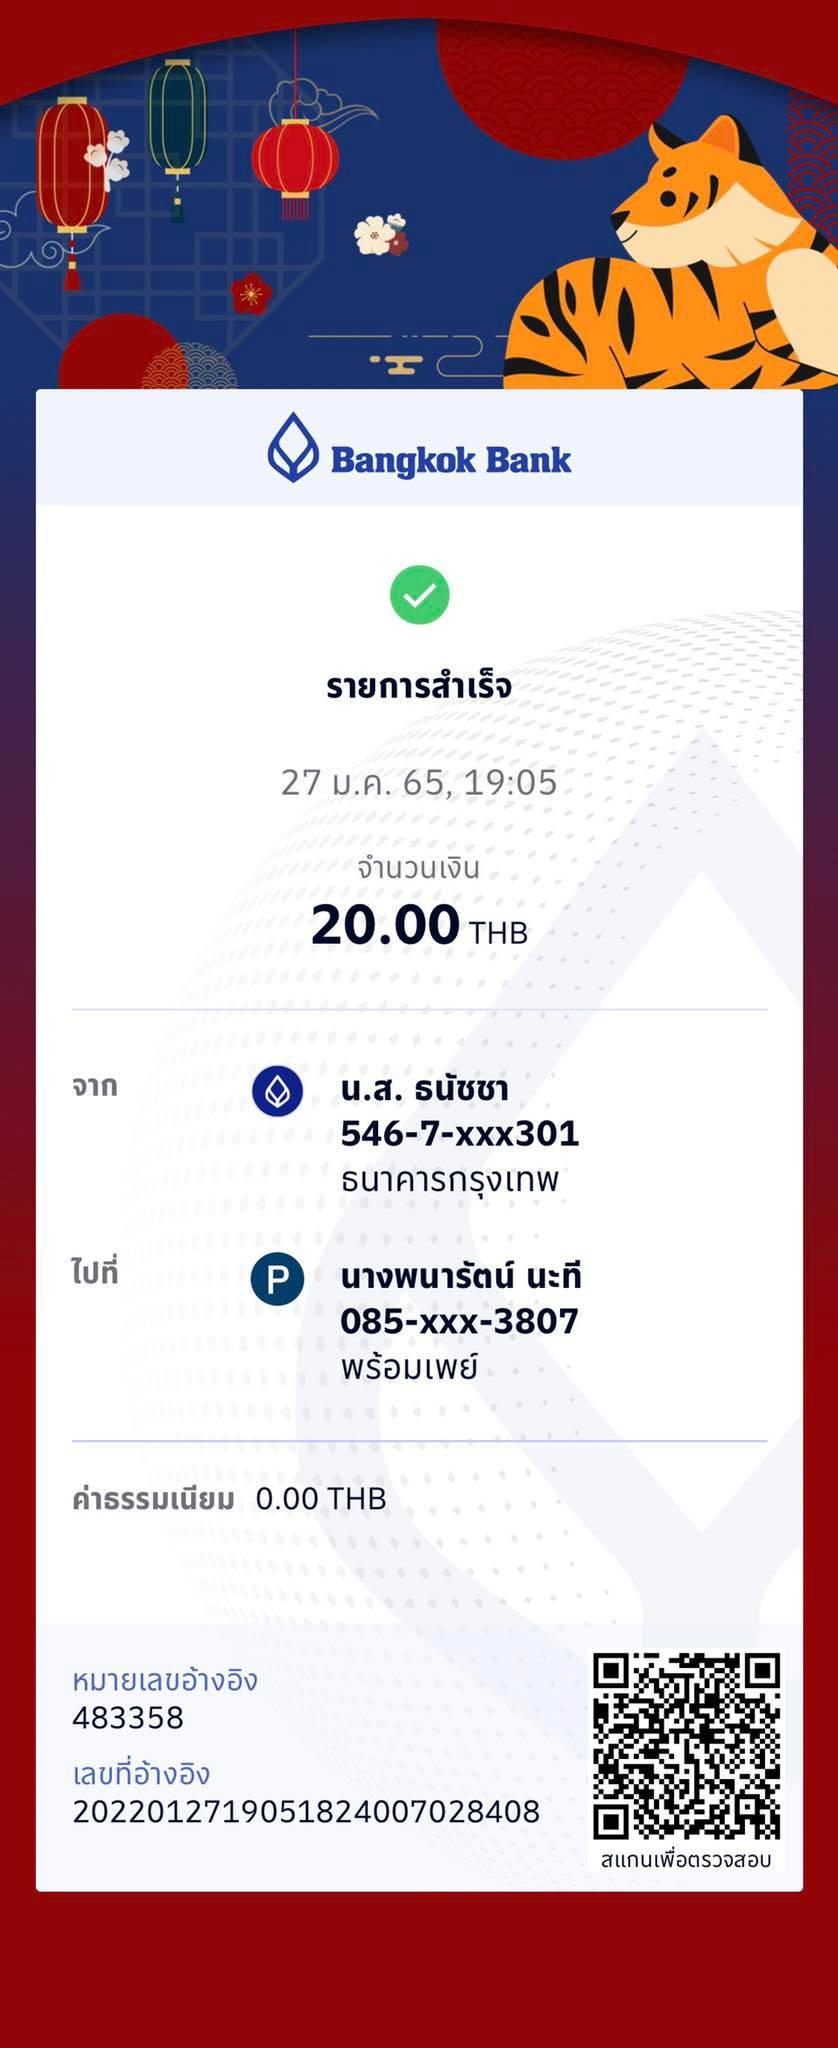 Bangkok Bank
รายการสำเร็จ
27 ม.ค. 65, 19:05
จำนวนเงิน
20.00 THB
จาก
น.ส. ธนัชชา
546-7-xxx301
ธนาคารกรุงเทพ
ไปที่
P
นางพนารัตน์ นะที
085-xxx-3807
พร้อมเพย์
ค่าธรรมเนียม 0.00 THB
หมายเลขอ้างอิง
483358
เลขที่อ้างอิง
2022012719051824007028408
สแกนเพื่อตรวจสอบ